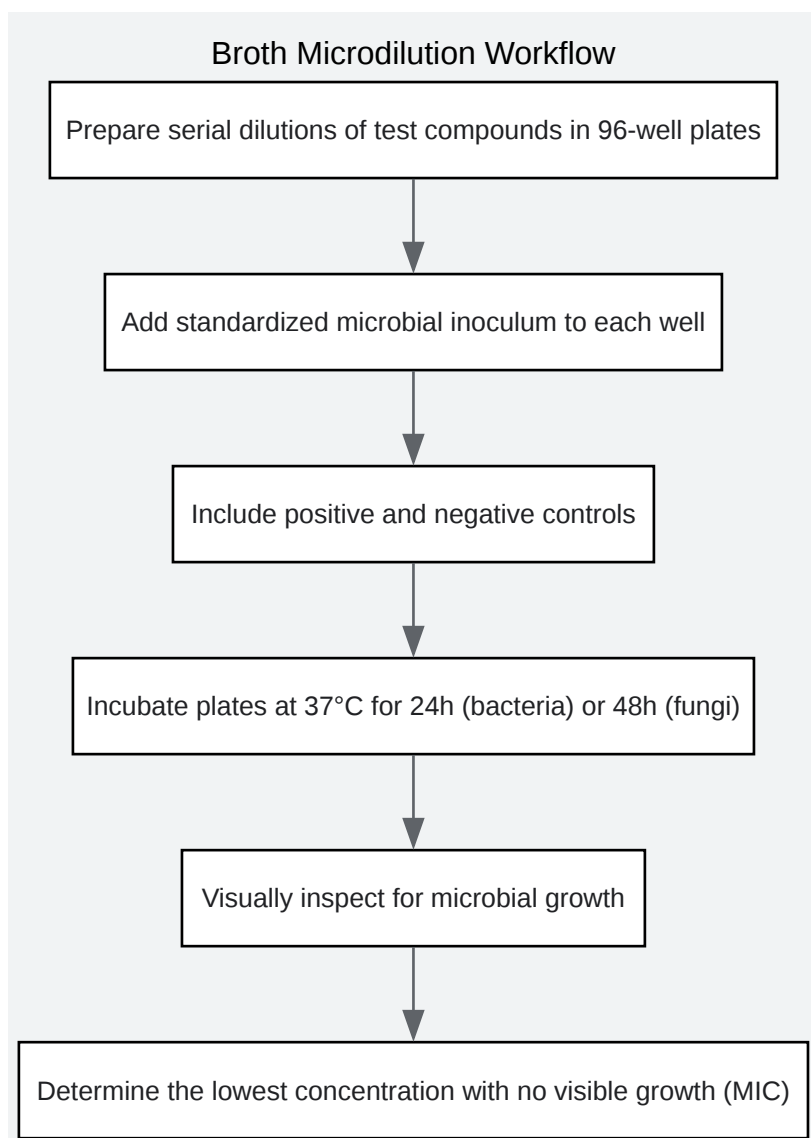 Broth Microdilution Workflow
Prepare serial dilutions of test compounds in 96-well plates
Add standardized microbial inoculum to each well
Include positive and negative controls
Incubate plates at 37°C for 24h (bacteria) or 48h (fungi)
Visually inspect for microbial growth
Determine the lowest concentration with no visible growth (MIC)